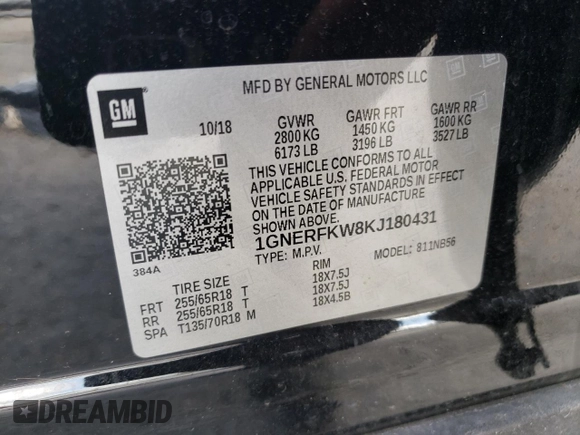 MFD BY GENERAL MOTORS LLC
GM
10/18
GVWR GAWR FRT GAWR RR
2800 KG 1450 KG 1600 KG
6173 LB 3196 LB 3527 LB
THIS VEHICLE CONFORMS TO ALL
APPLICABLE U.S. FEDERAL MOTOR
VEHICLE SAFETY STANDARDS IN EFFECT
ON THE DATE OF MANUFACTURE
SHOWN ABOVE.
1GNERFKW8KJ180431
TYPE: M.P.V. MODEL: 811NB56
384A
TIRE SIZE RIM
FRT 255/65R18 T 18X7.5J
RR 255/65R18 T 18X7.5J
SPA T135/70R18 M 18X4.5B
DREAMBID